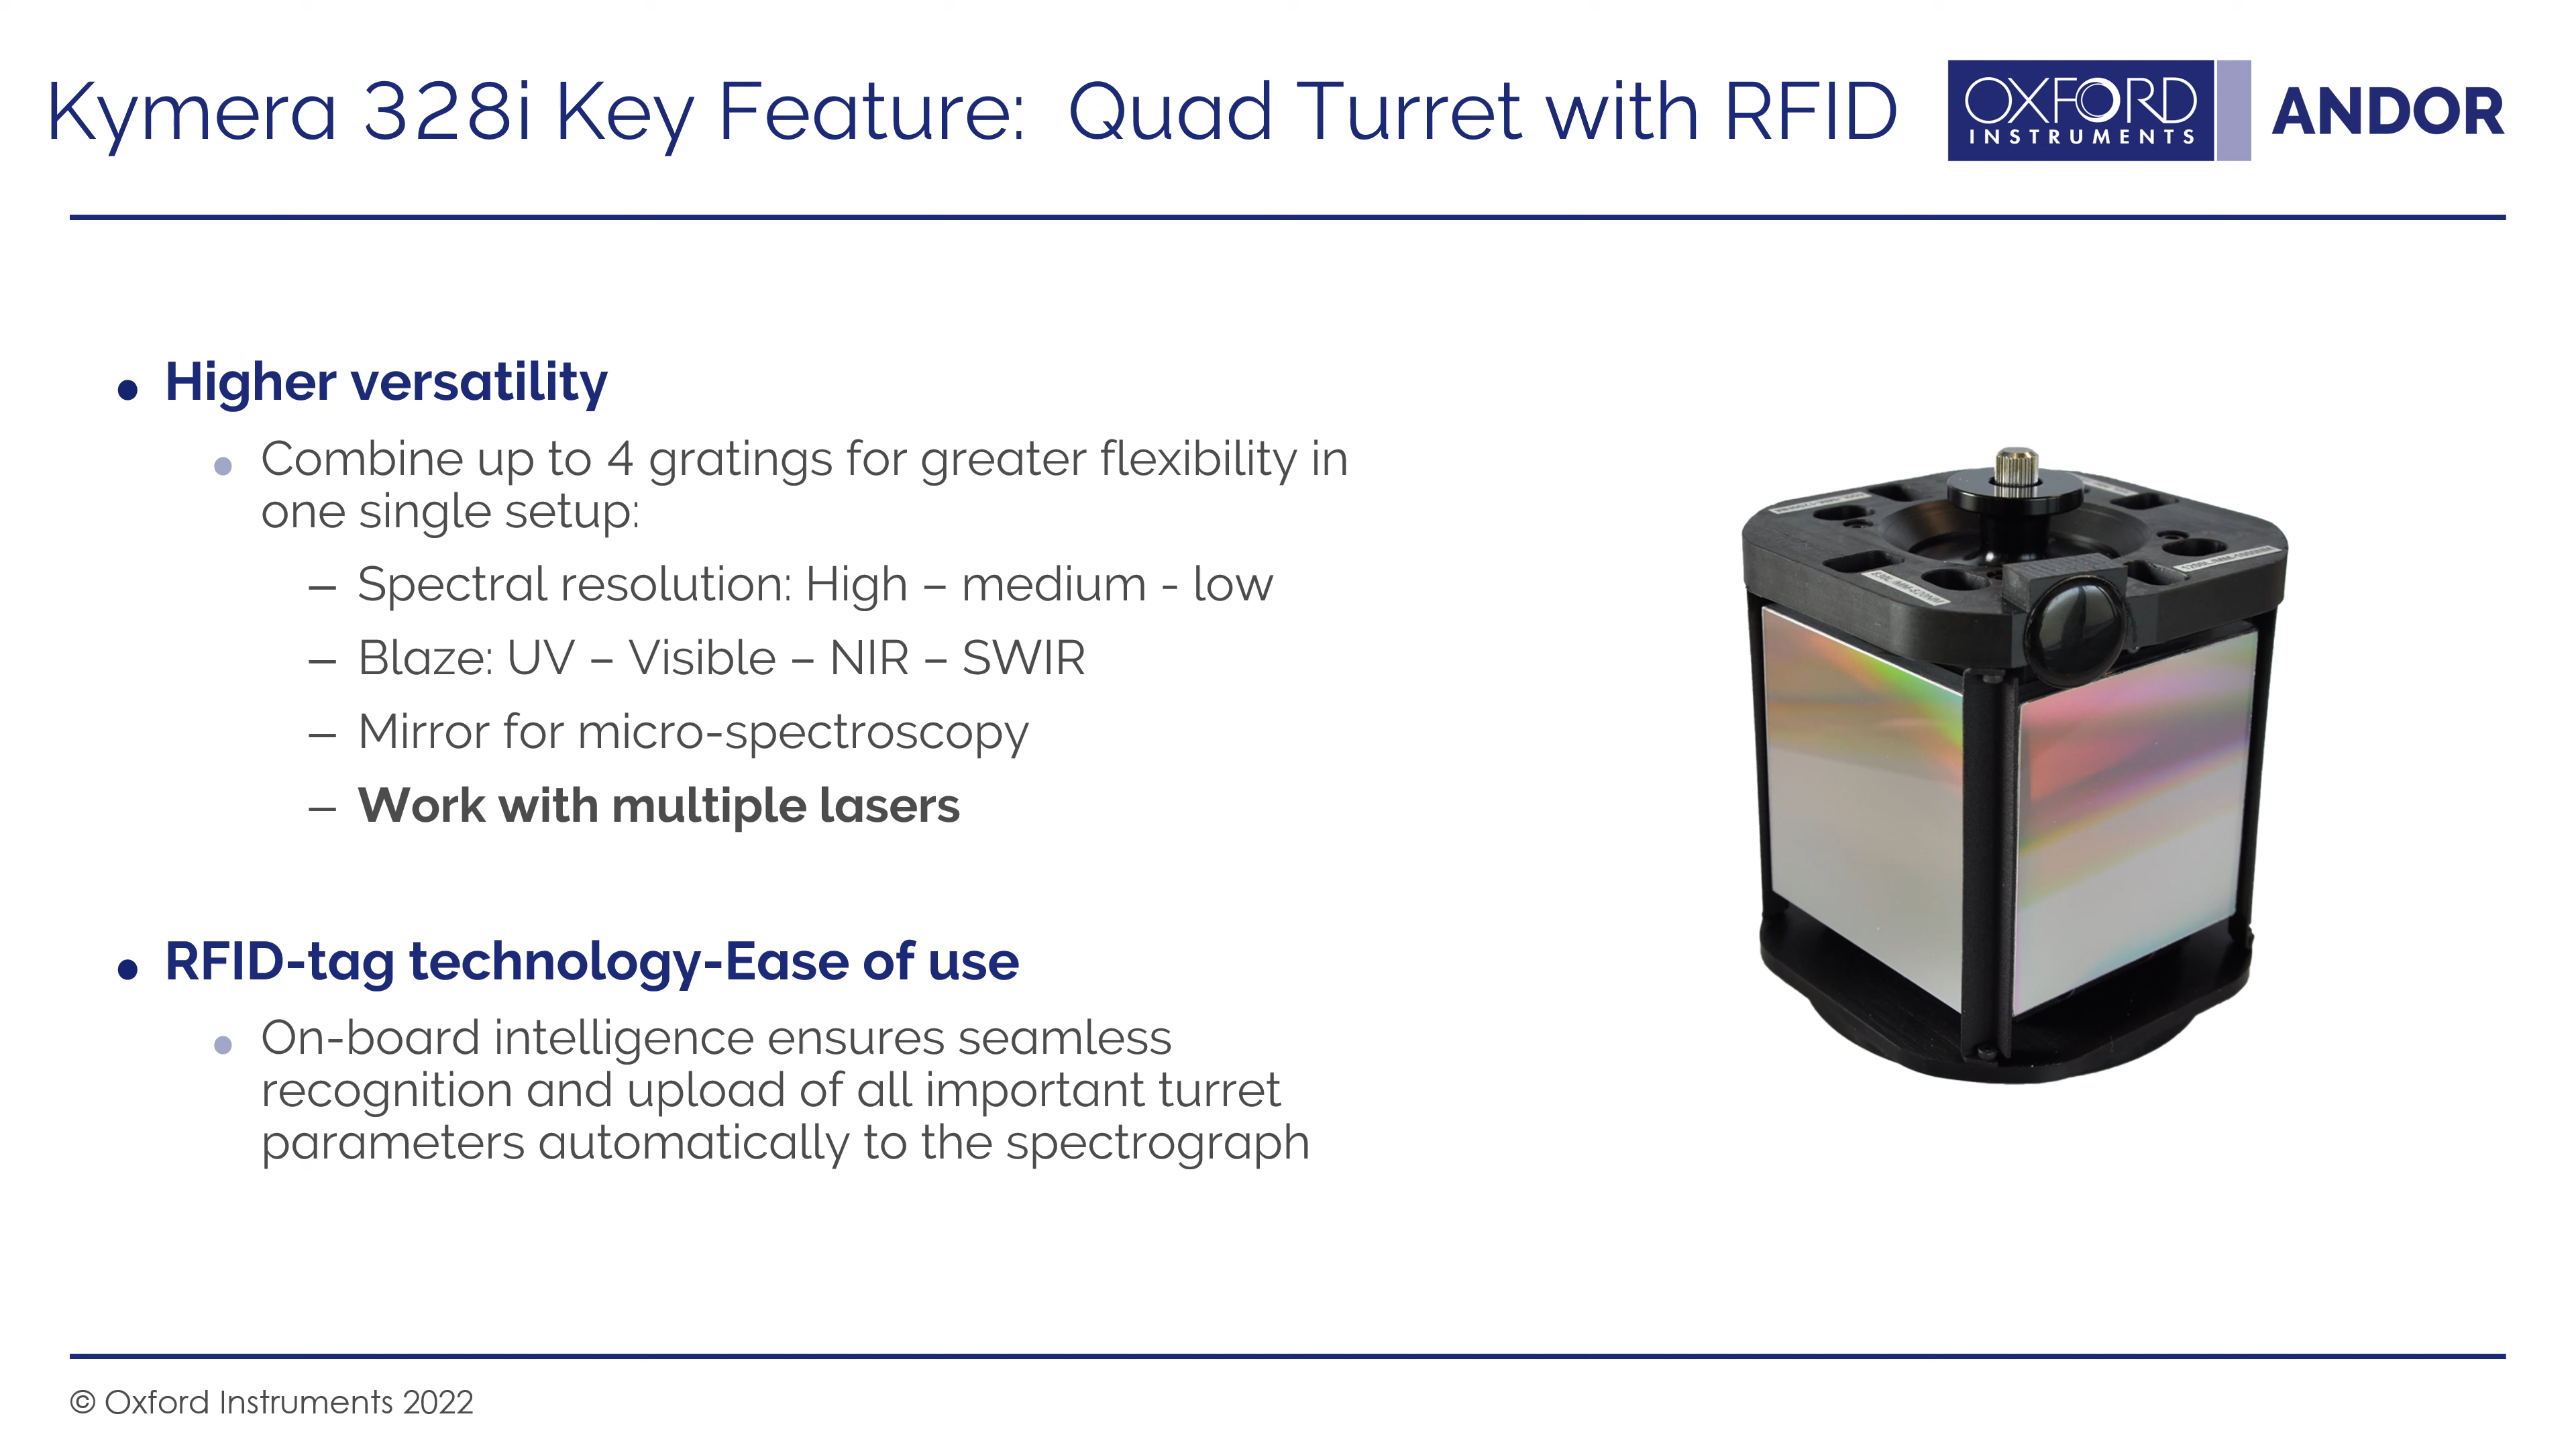 Kymera 328i Key Feature:  Quad Turret with RFID
OXFORD
INSTRUMENTS
ANDOR
• Higher versatility
• Combine up to 4 gratings for greater flexibility in
one single setup:
– Spectral resolution: High – medium - low
– Blaze: UV – Visible – NIR – SWIR
– Mirror for micro-spectroscopy
– Work with multiple lasers
• RFID-tag technology-Ease of use
• On-board intelligence ensures seamless
recognition and upload of all important turret
parameters automatically to the spectrograph
© Oxford Instruments 2022